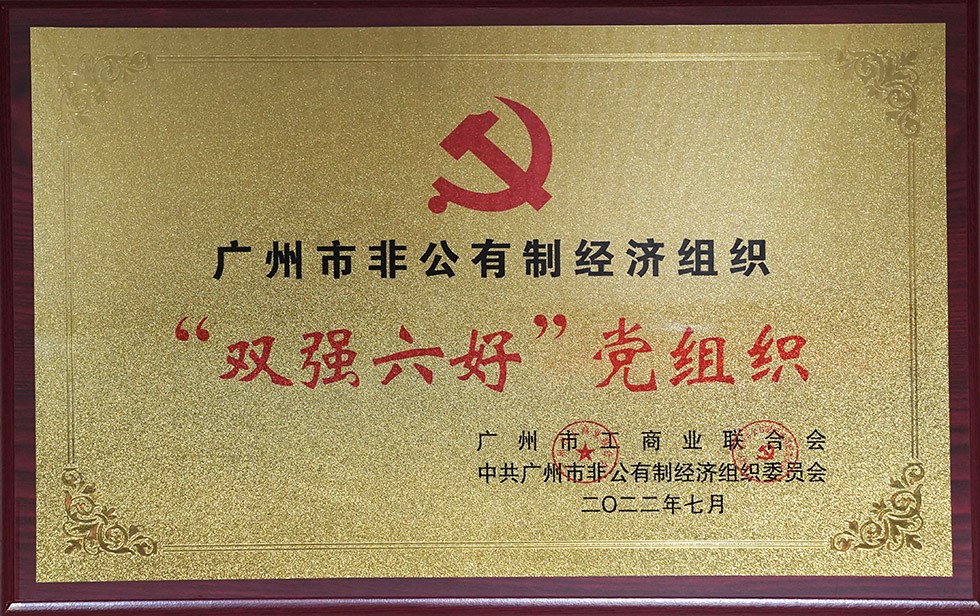 广州市非公有制经济组织
“双强六好”党组织
广州市工商业联合会
中共广州市非公有制经济组织委员会
二〇二二年七月